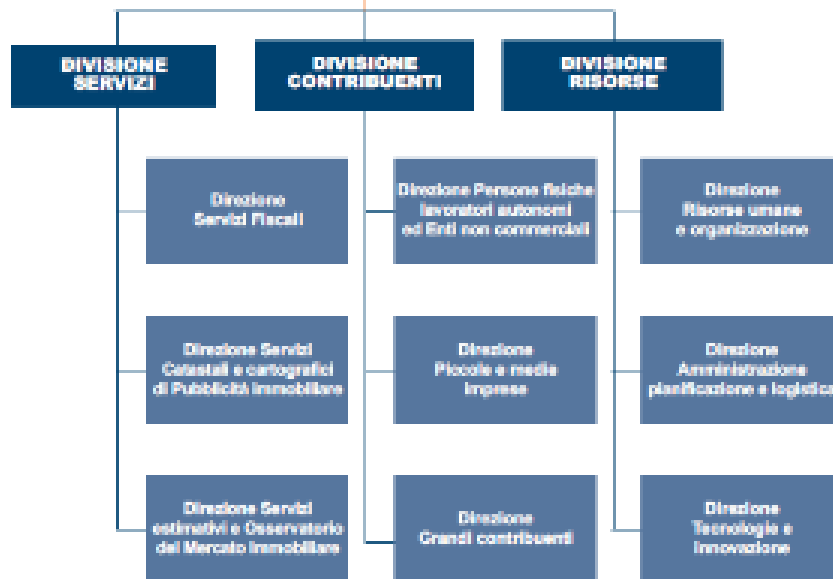 DIVISIONE
SERVIZI
DIVISIONE
CONTRIBUENTI
DIVISIONE
RISORSE
Direzione
Servizi Fiscali
Direzione Persone fisiche
lavoratori autonomi
ed Enti non commerciali
Direzione
Risorse umane
e organizzazione
Direzione Servizi
Catastali e cartografici
di Pubblicità immobiliare
Direzione
Piccole e medie
imprese
Direzione
Amministrazione
pianificazione e logistica
Direzione Servizi
estimativi e Osservatorio
del Mercato Immobiliare
Direzione
Grandi contribuenti
Direzione
Tecnologie e
innovazione